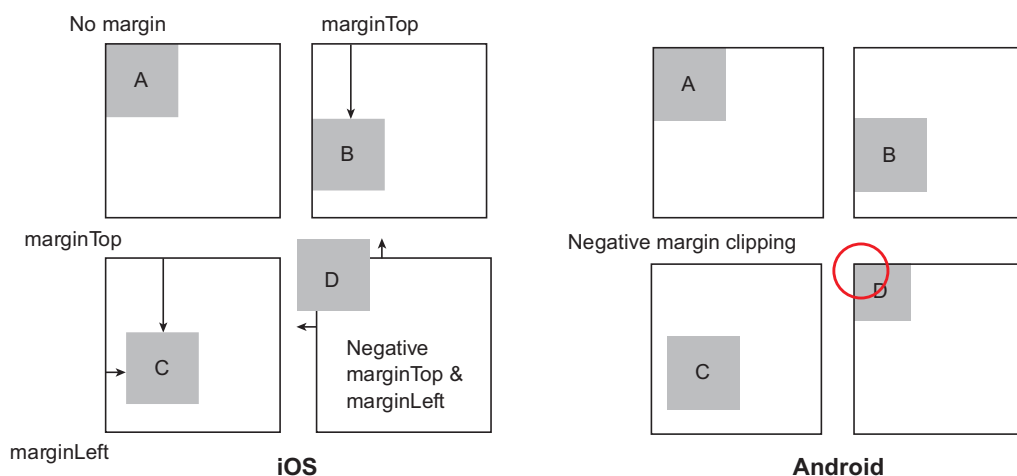 No margin
marginTop
A
B
A
B
marginTop
Negative margin clipping
D
D
C
Negative
marginTop &
marginLeft
C
marginLeft
iOS
Android